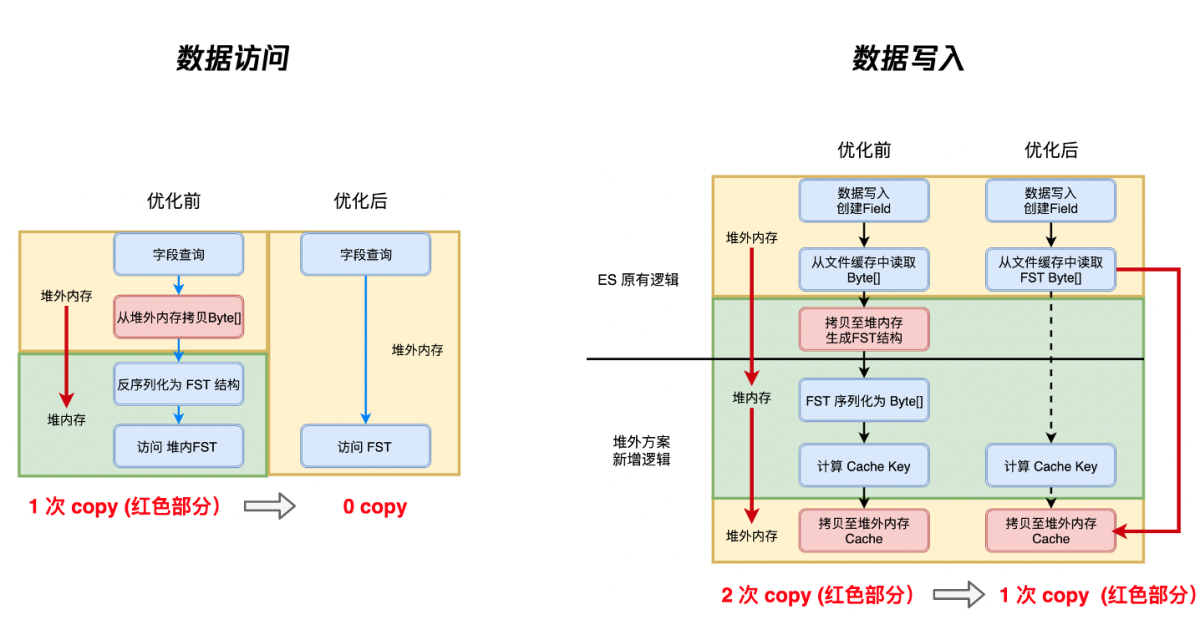 数据访问
数据写入
优化前
优化后
字段查询
字段查询
堆外内存
从堆外内存拷贝Byte[]
堆外内存
反序列化为 FST 结构
堆内存
访问 堆内FST
访问 FST
1 次 copy (红色部分）
0 copy
优化前
优化后
数据写入
创建Field
数据写入
创建Field
堆外内存
从文件缓存中读取
Byte[]
从文件缓存中读取
FST Byte[]
ES 原有逻辑
拷贝至堆内存
生成FST结构
堆内存
FST 序列化为 Byte[]
堆外方案
新增逻辑
计算 Cache Key
计算 Cache Key
堆外内存
拷贝至堆外内存
Cache
拷贝至堆外内存
Cache
2 次 copy (红色部分）
1 次 copy  (红色部分）